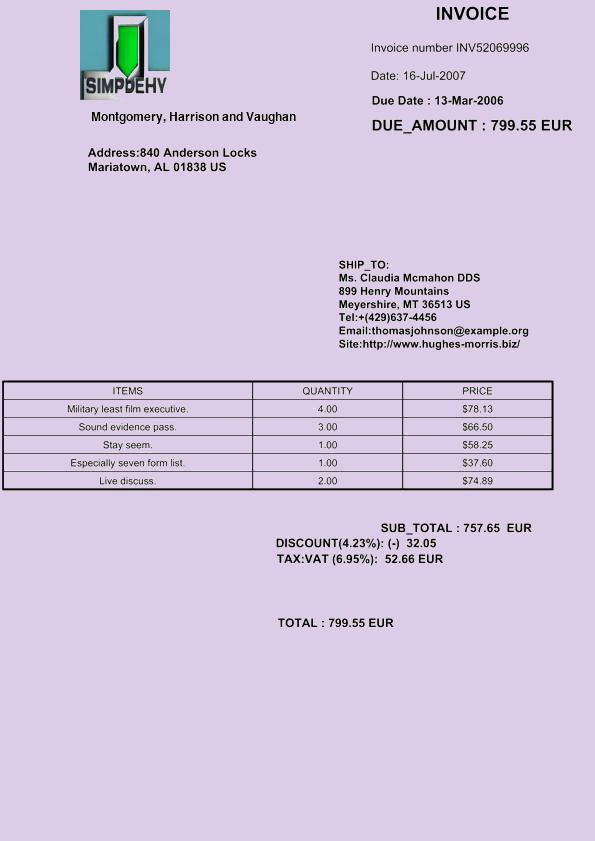 INVOICE
Invoice number INV52069996
Date: 16-Jul-2007
Due Date : 13-Mar-2006
DUE_AMOUNT : 799.55 EUR
SIMPDEHY
Montgomery, Harrison and Vaughan
Address:840 Anderson Locks
Mariatown, AL 01838 US
SHIP_TO:
Ms. Claudia Mcmahon DDS
899 Henry Mountains
Meyershire, MT 36513 US
Tel:+(429)637-4456
Email:thomasjohnson@example.org
Site:http://www.hughes-morris.biz/
ITEMS QUANTITY PRICE
Military least film executive. 4.00 $78.13
Sound evidence pass. 3.00 $66.50
Stay seem. 1.00 $58.25
Especially seven form list. 1.00 $37.60
Live discuss. 2.00 $74.89
SUB_TOTAL : 757.65 EUR
DISCOUNT(4.23%): (-) 32.05
TAX:VAT (6.95%): 52.66 EUR
TOTAL : 799.55 EUR